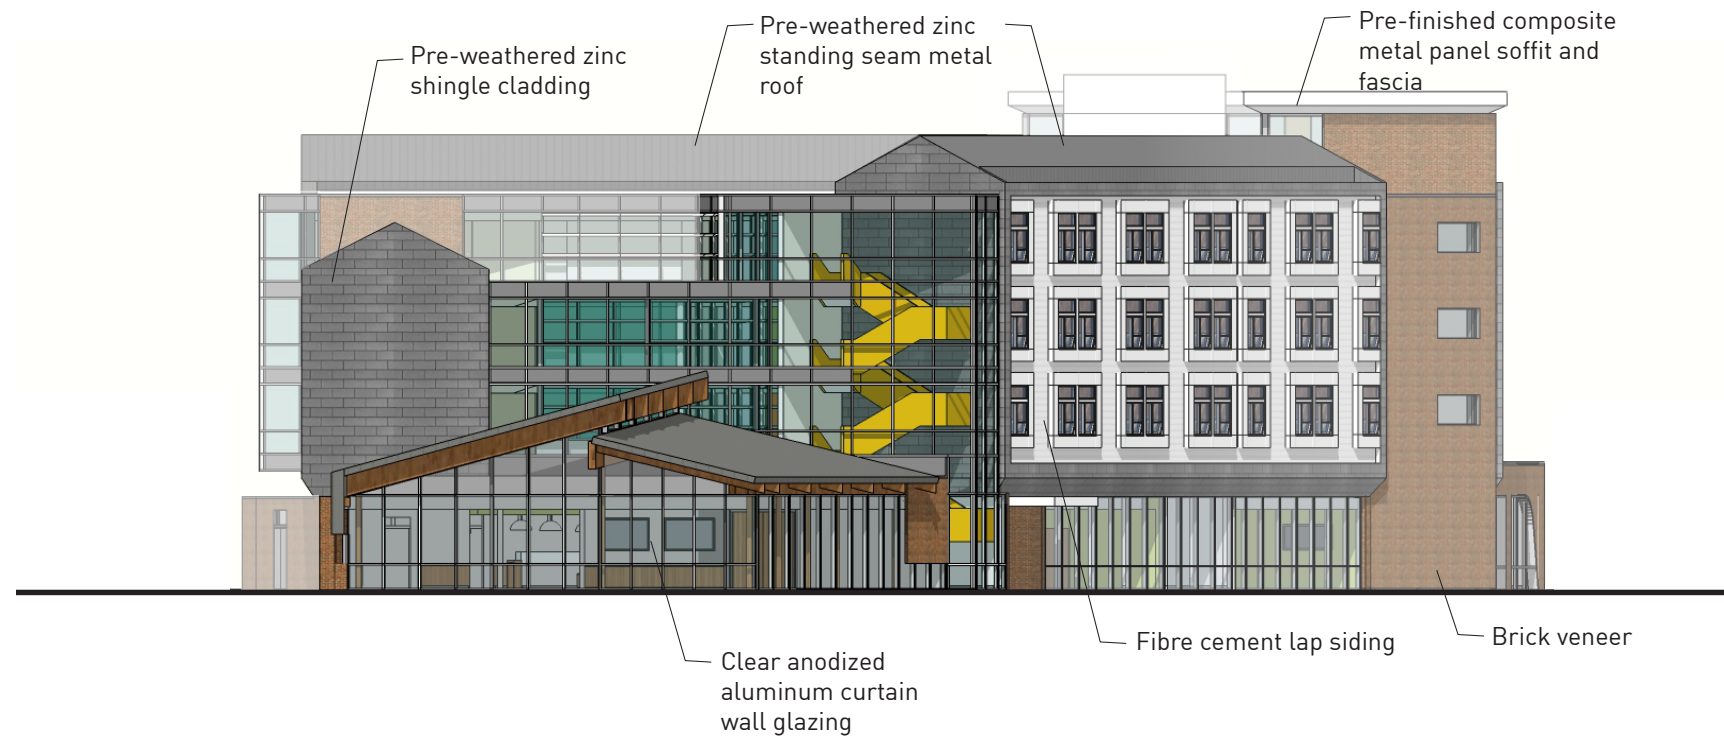 Pre-weathered zinc
shingle cladding
Pre-weathered zinc
standing seam metal
roof
Pre-finished composite
metal panel soffit and
fascia
Clear anodized
aluminum curtain
wall glazing
Fibre cement lap siding
Brick veneer